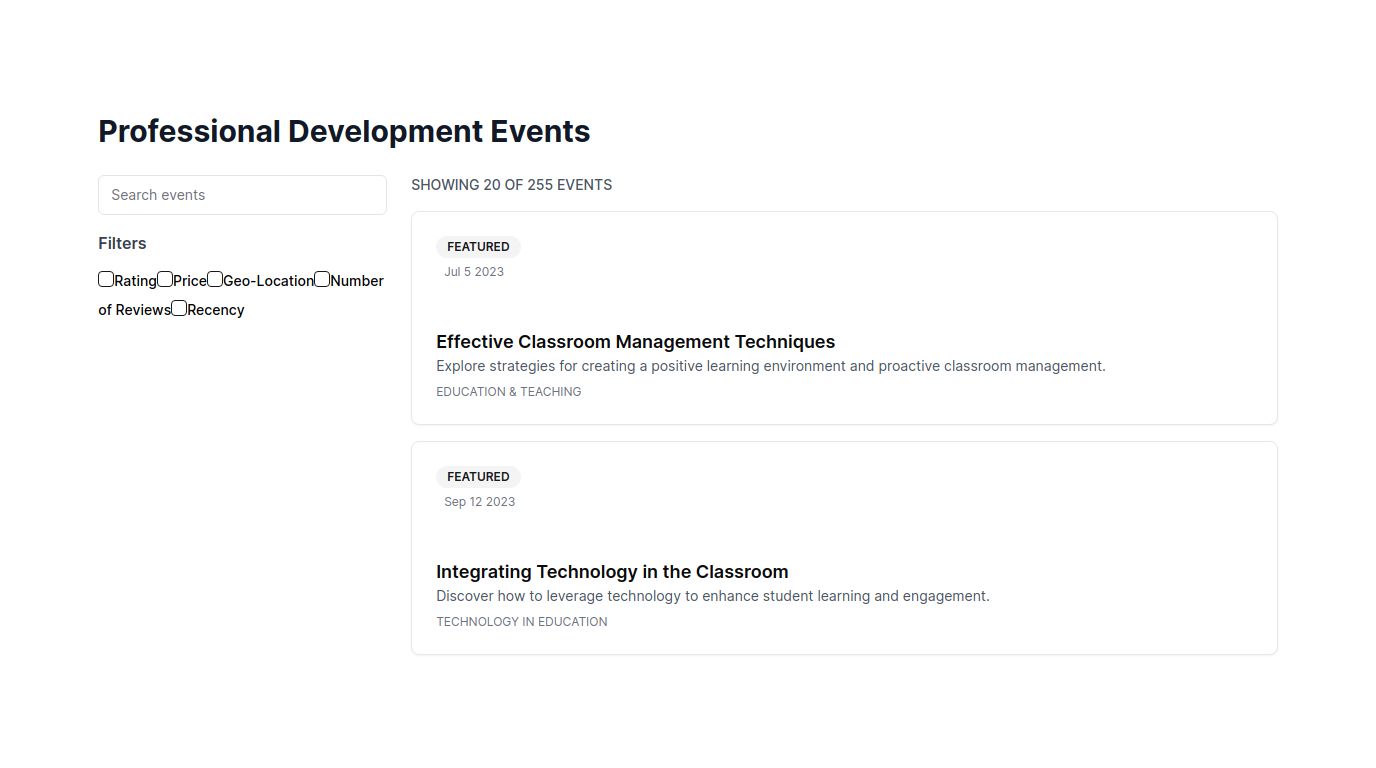 Professional Development Events
Search events
Filters
Rating Price Geo-Location Number
of Reviews Recency
SHOWING 20 OF 255 EVENTS
FEATURED
Jul 5 2023
Effective Classroom Management Techniques
Explore strategies for creating a positive learning environment and proactive classroom management.
EDUCATION & TEACHING
FEATURED
Sep 12 2023
Integrating Technology in the Classroom
Discover how to leverage technology to enhance student learning and engagement.
TECHNOLOGY IN EDUCATION